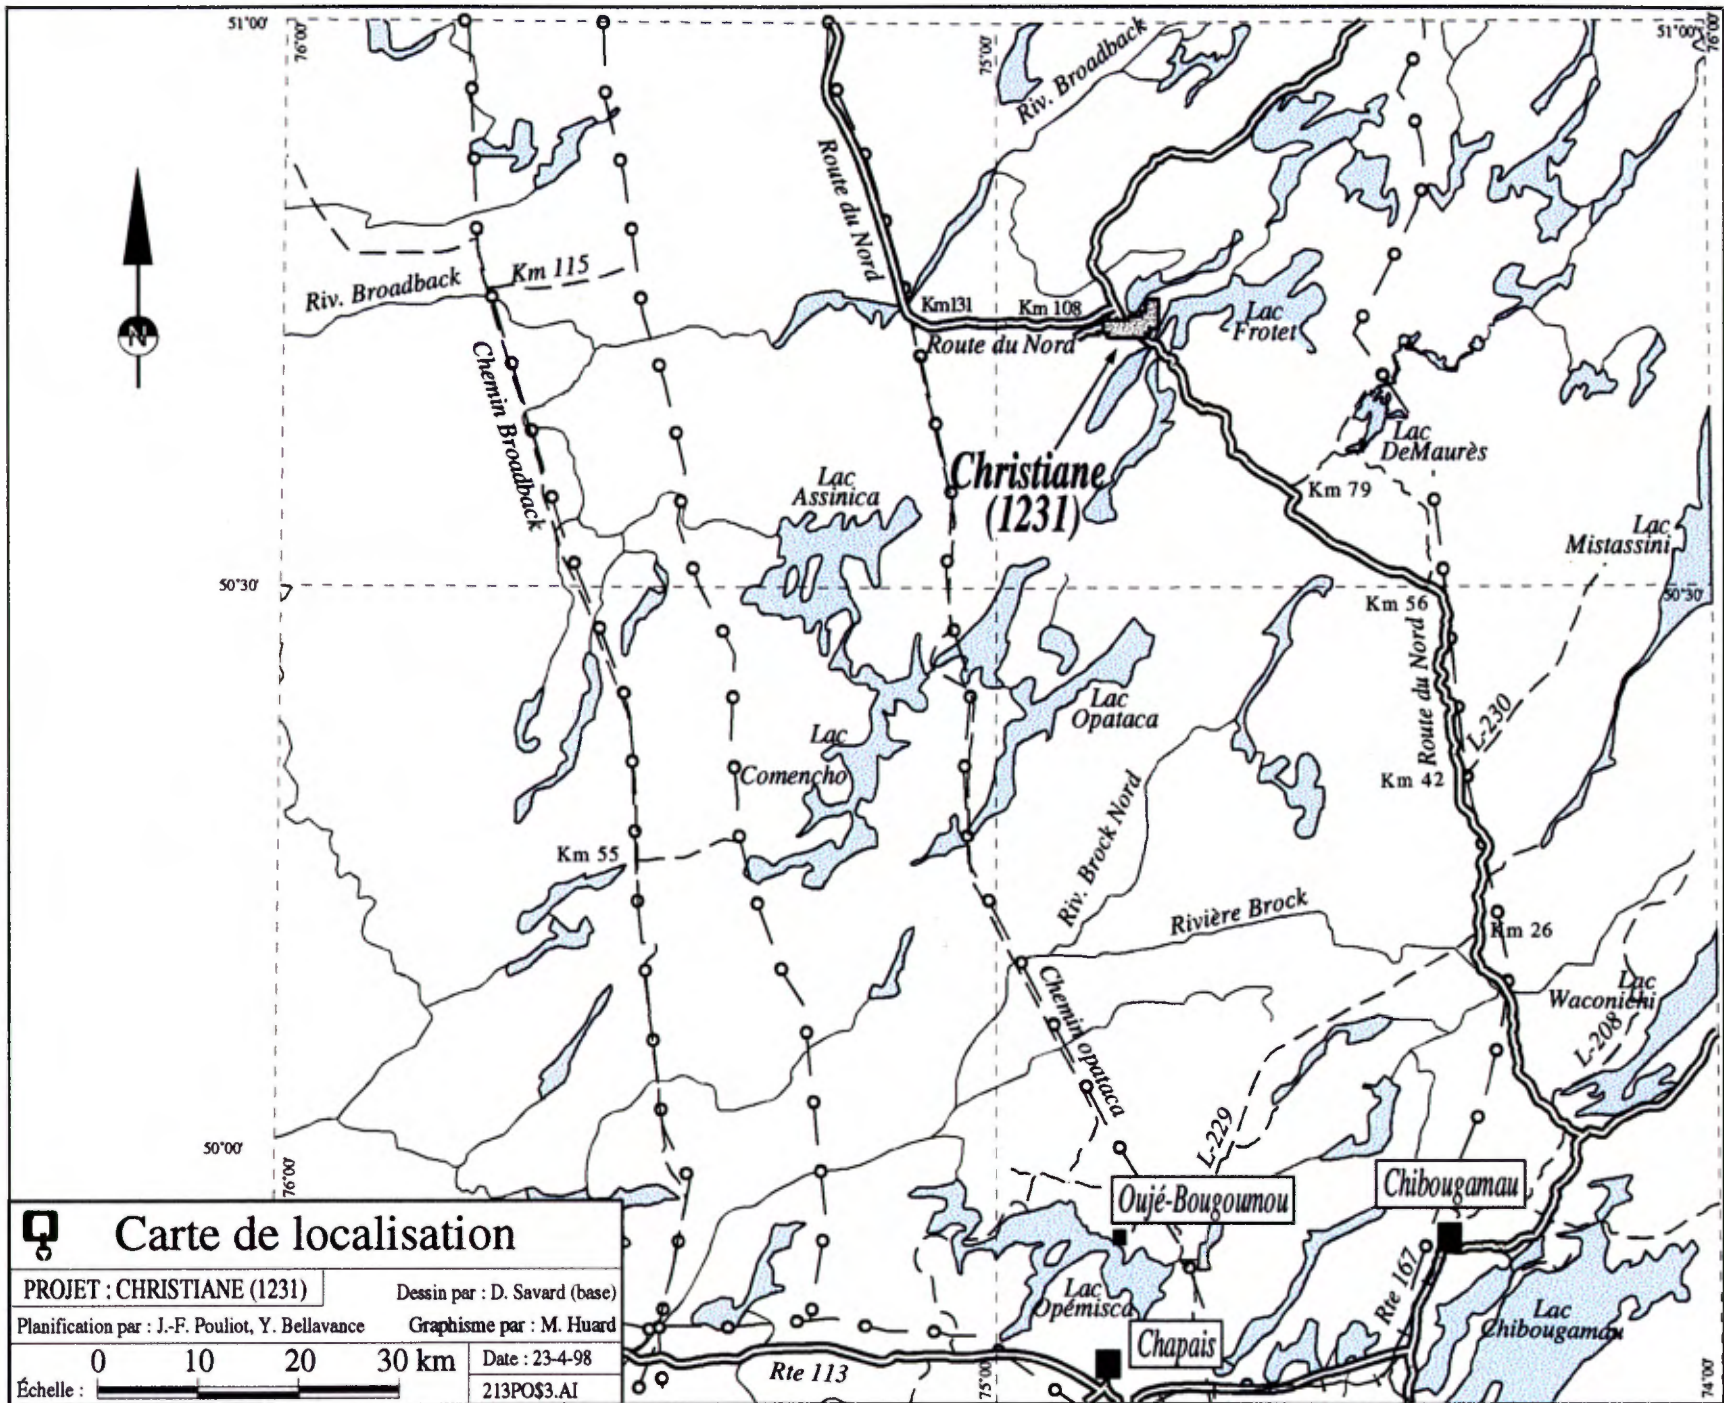 51°00'
76°00'
75°00'
51°00'
76°00'
Riv. Broadback
Route du Nord
Km 115
Riv. Broadback
Km131
Km 108
Lac
Frotet
Route du Nord
Chemin Broadback
Lac
DeMaurès
Christiane
(1231)
Lac
Assinica
Km 79
Lac
Mistassini
50°30'
50°30'
Km 56
Route du Nord
Lac
Opataca
L-230
Lac
Comencho
Km 42
Riv. Brock Nord
Km 55
Rivière Brock
Km 26
Chemin opataca
Lac
Waconichi
L-208
L-229
50°00'
76°00'
Oujé-Bougoumou
Chibougamau
Rte 167
Lac
Opémisca
Lac
Chibougamau
Chapais
Rte 113
75°00'
74°00'
N
Carte de localisation
PROJET : CHRISTIANE (1231)
Dessin par : D. Savard (base)
Planification par : J.-F. Pouliot, Y. Bellavance
Graphisme par : M. Huard
0 10 20 30 km
Échelle :
Date : 23-4-98
213PO$3.AI